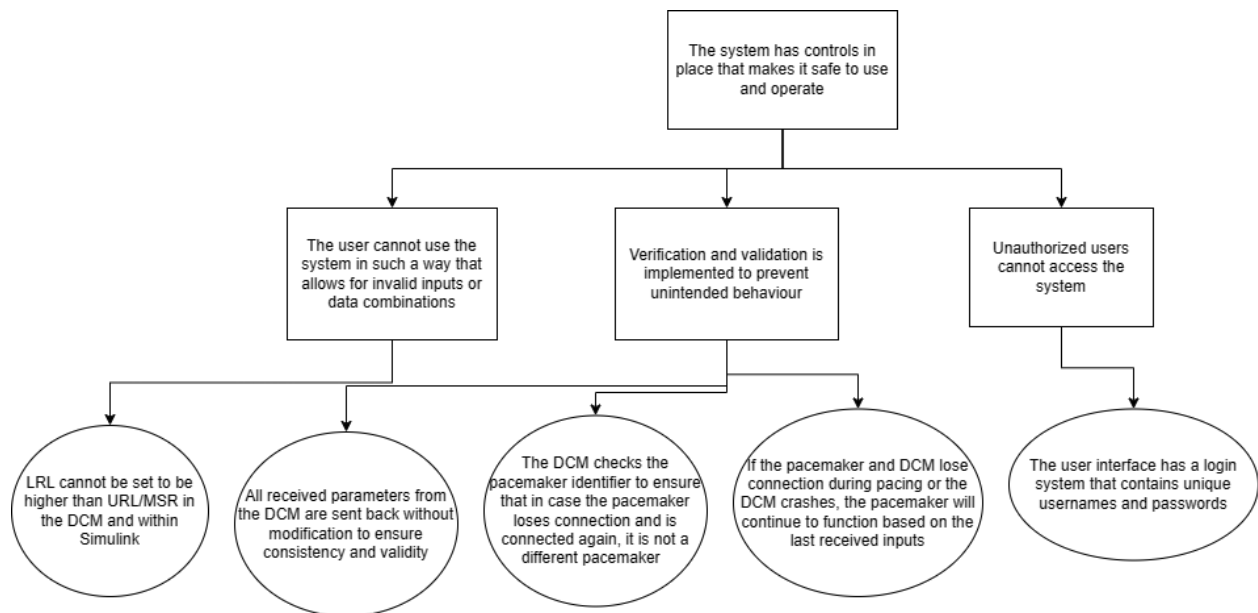 The system has controls in
place that makes it safe to use
and operate
The user cannot use the
system in such a way that
allows for invalid inputs or
data combinations
Verification and validation is
implemented to prevent
unintended behaviour
Unauthorized users
cannot access the
system
LRL cannot be set to be
higher than URL/MSR in
the DCM and within
Simulink
All received parameters from
the DCM are sent back without
modification to ensure
consistency and validity
The DCM checks the
pacemaker identifier to ensure
that in case the pacemaker
loses connection and is
connected again, it is not a
different pacemaker
If the pacemaker and DCM lose
connection during pacing or the
DCM crashes, the pacemaker will
continue to function based on the
last received inputs
The user interface has a login
system that contains unique
usernames and passwords